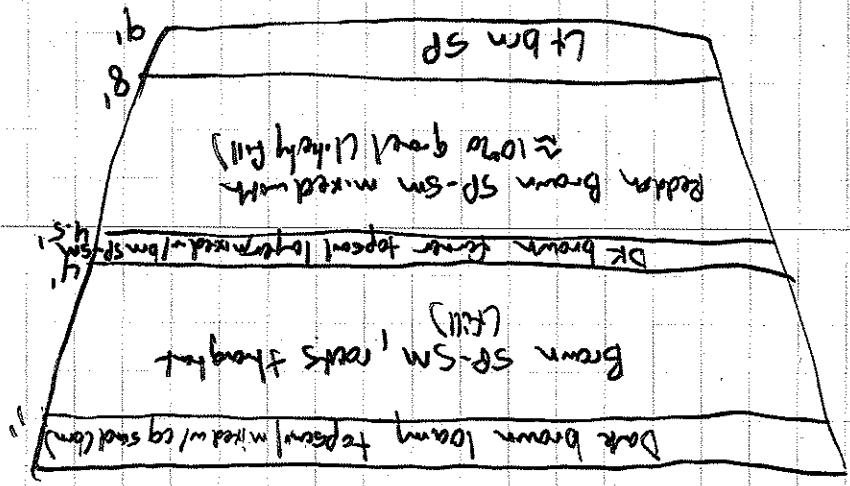 1'
Dark brown loamy topsoil (mixed w/ cg sand loam)
Brown SP-SM, roots throughout
(fill)
4'
DK brown former topsoil layer mixed w/ brn SP-SM
4.5'
Reddish Brown SP-SM mixed with
≈10% gravel (likely fill)
8'
Lt brn SP
9'